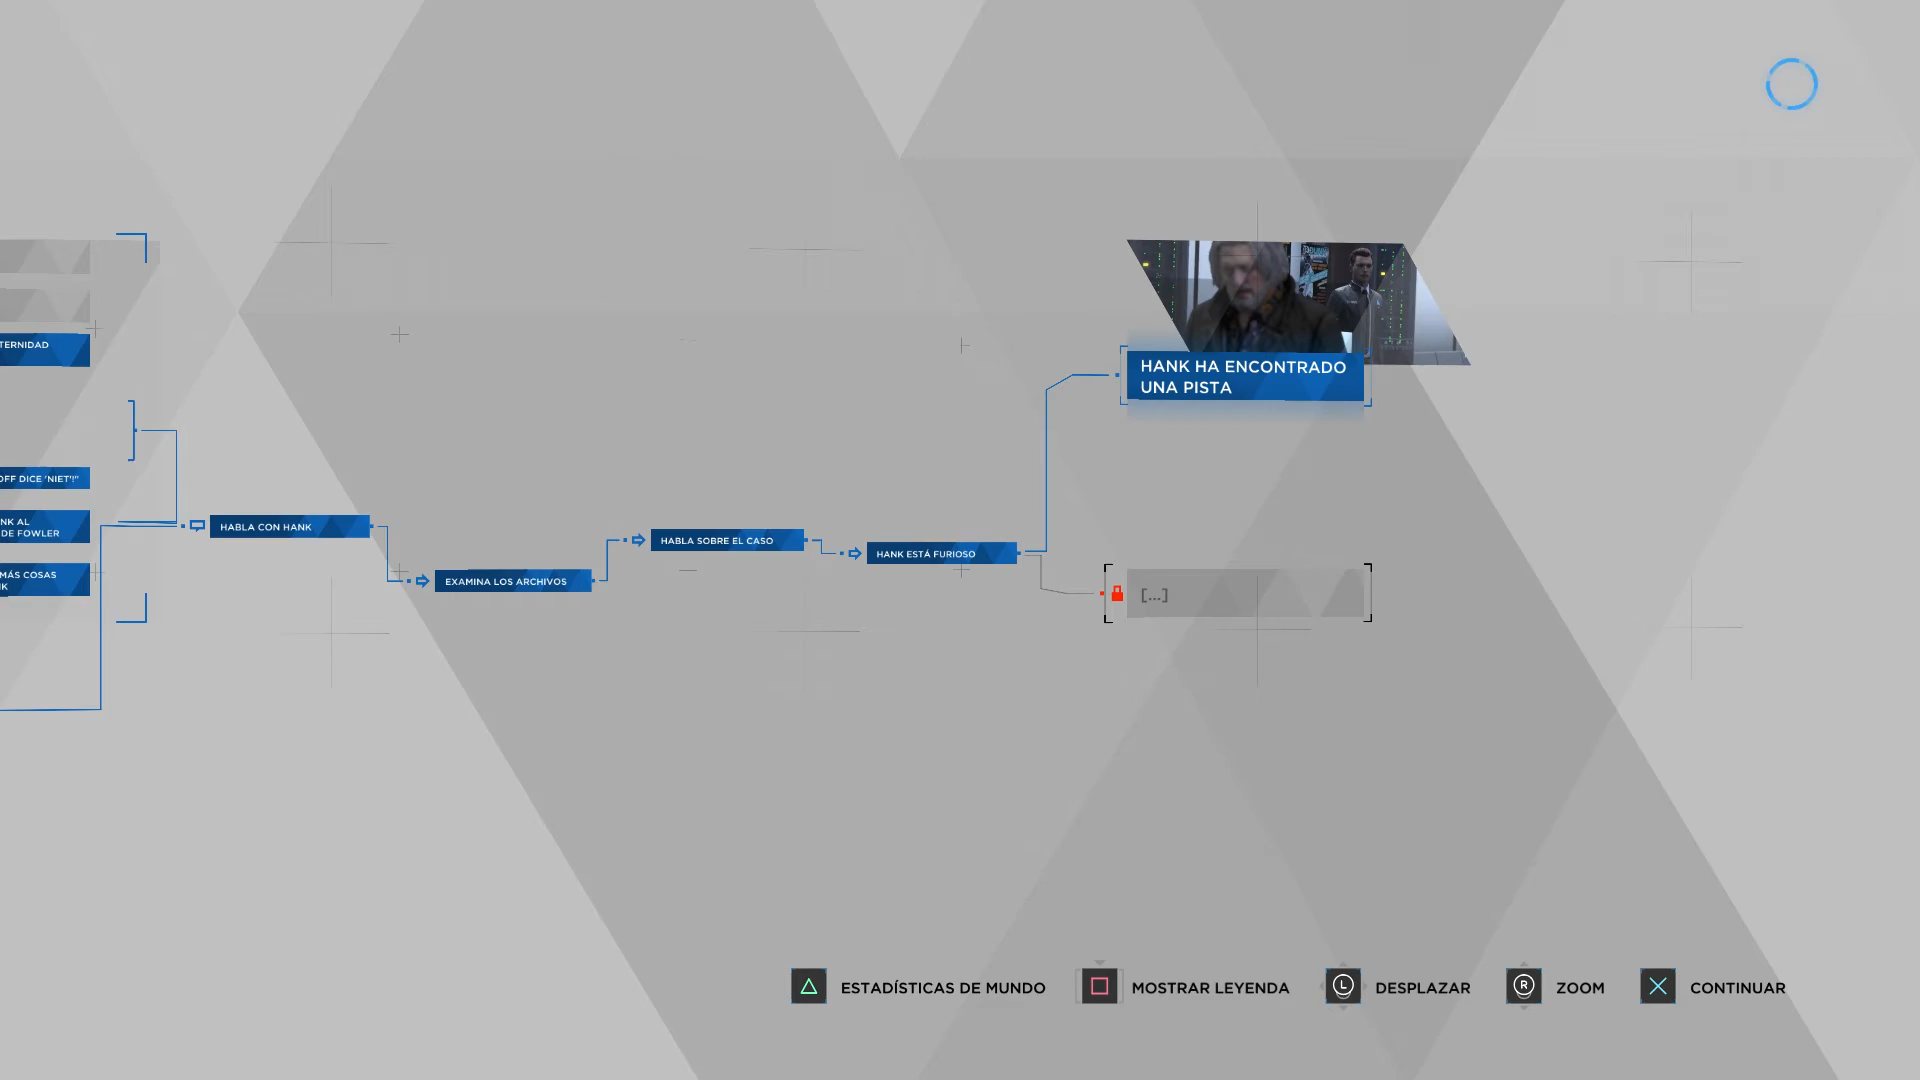 TERNIDAD
OFF DICE 'NIET'!"
NK AL
DE FOWLER
MÁS COSAS
NK
HABLA CON HANK
EXAMINA LOS ARCHIVOS
HABLA SOBRE EL CASO
HANK ESTÁ FURIOSO
HANK HA ENCONTRADO
UNA PISTA
[...]
ESTADÍSTICAS DE MUNDO
MOSTRAR LEYENDA
L
DESPLAZAR
R
ZOOM
CONTINUAR